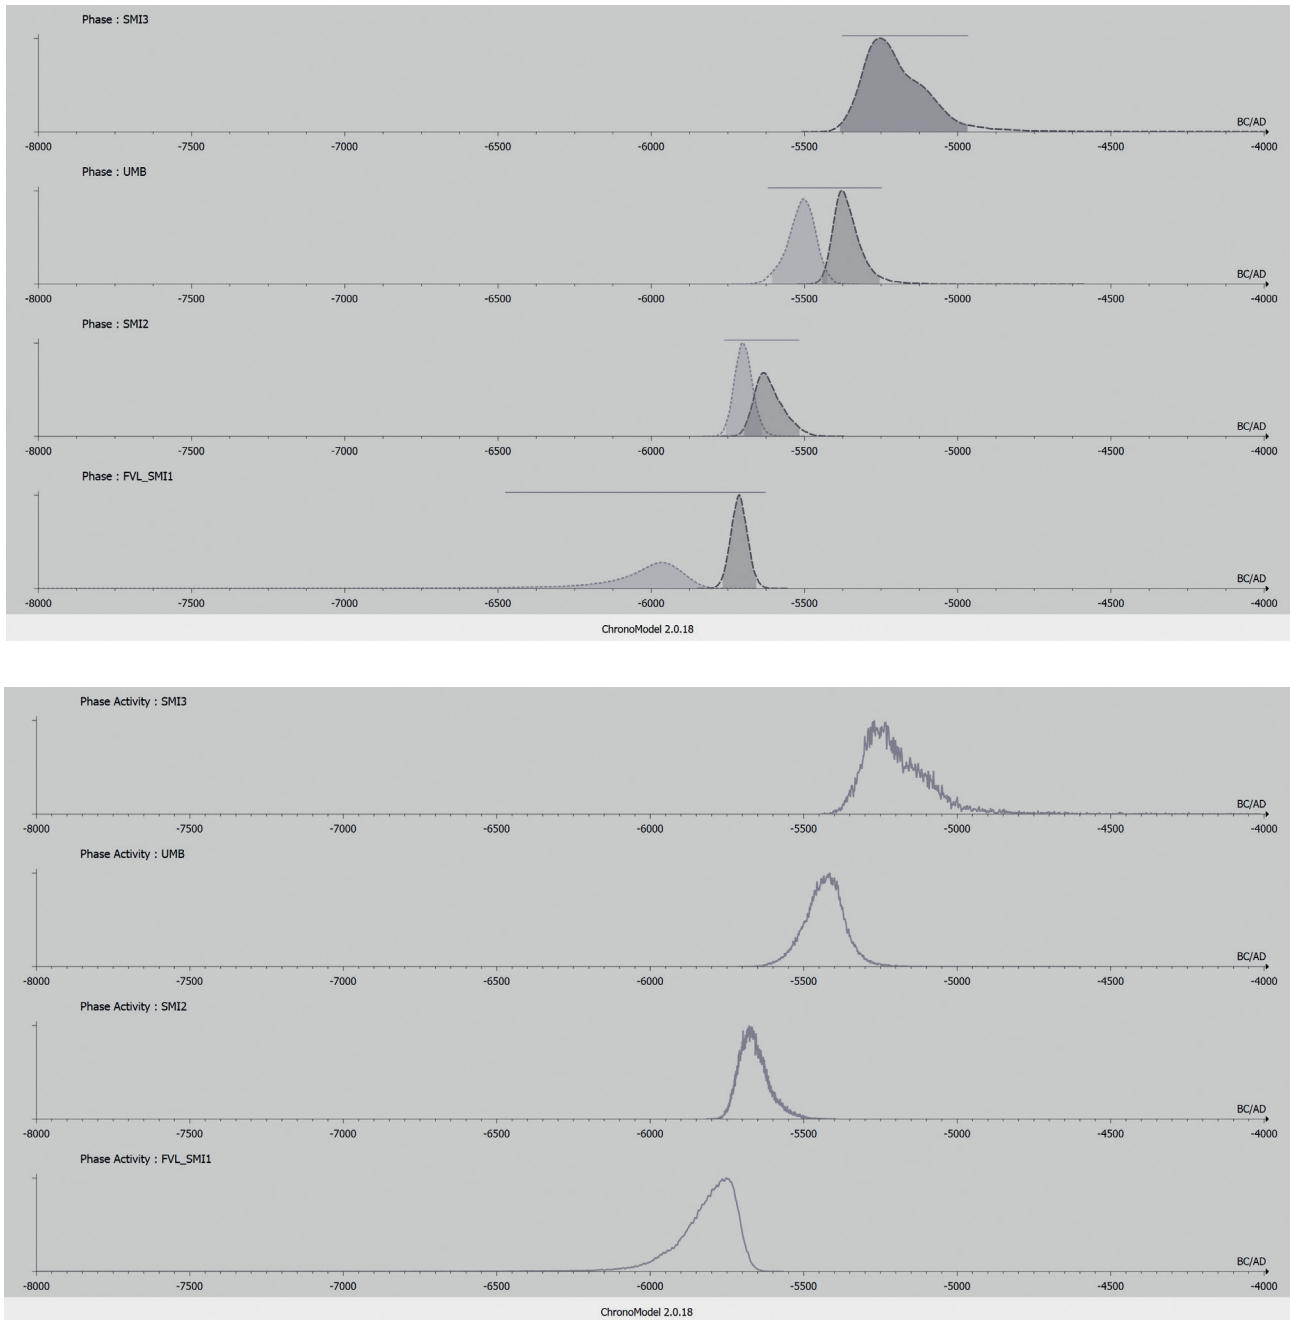 Phase : SMI3
BC/AD
-8000 -7500 -7000 -6500 -6000 -5500 -5000 -4500 -4000
Phase : UMB
BC/AD
-8000 -7500 -7000 -6500 -6000 -5500 -5000 -4500 -4000
Phase : SMI2
BC/AD
-8000 -7500 -7000 -6500 -6000 -5500 -5000 -4500 -4000
Phase : FVL_SMI1
BC/AD
-8000 -7500 -7000 -6500 -6000 -5500 -5000 -4500 -4000
ChronoModel 2.0.18
Phase Activity : SMI3
BC/AD
-8000 -7500 -7000 -6500 -6000 -5500 -5000 -4500 -4000
Phase Activity : UMB
BC/AD
-8000 -7500 -7000 -6500 -6000 -5500 -5000 -4500 -4000
Phase Activity : SMI2
BC/AD
-8000 -7500 -7000 -6500 -6000 -5500 -5000 -4500 -4000
Phase Activity : FVL_SMI1
BC/AD
-8000 -7500 -7000 -6500 -6000 -5500 -5000 -4500 -4000
ChronoModel 2.0.18